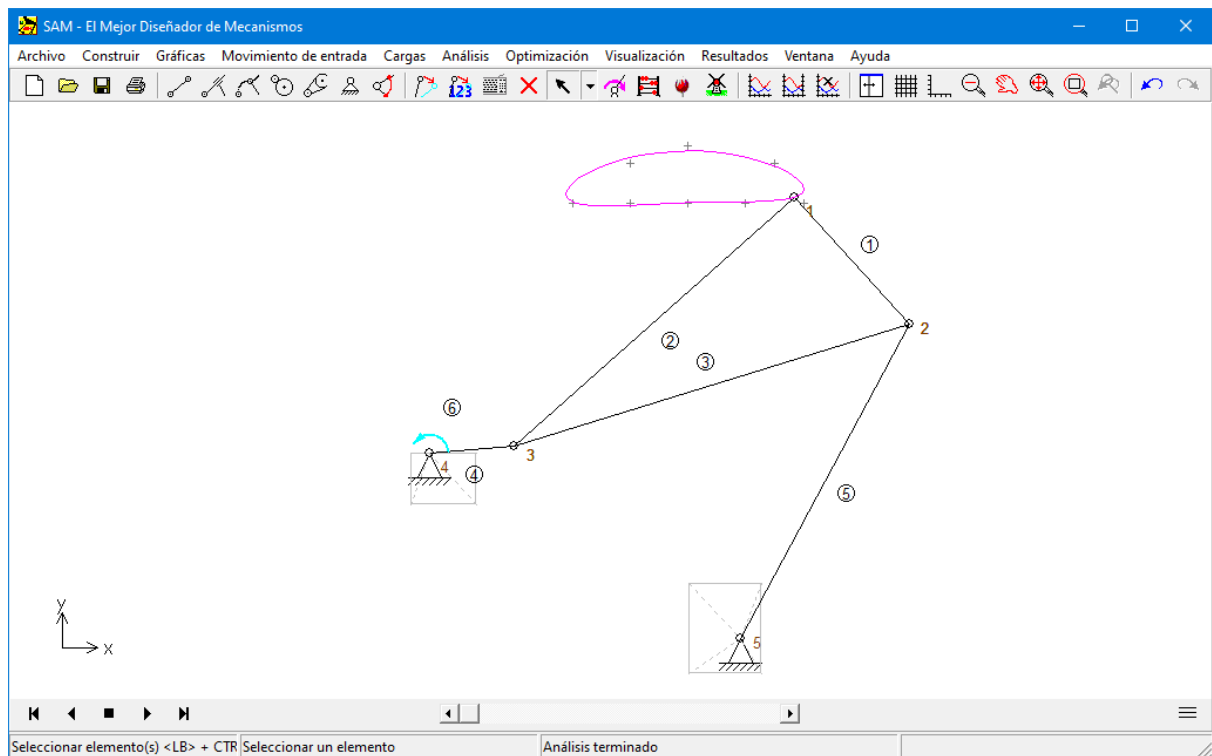 SAM - El Mejor Diseñador de Mecanismos
Archivo Construir Gráficas Movimiento de entrada Cargas Análisis Optimización Visualización Resultados Ventana Ayuda
123
1
①
2
②
③
⑥
3
4
④
⑤
5
y
x
Seleccionar elemento(s) <LB> + CTR Seleccionar un elemento Análisis terminado